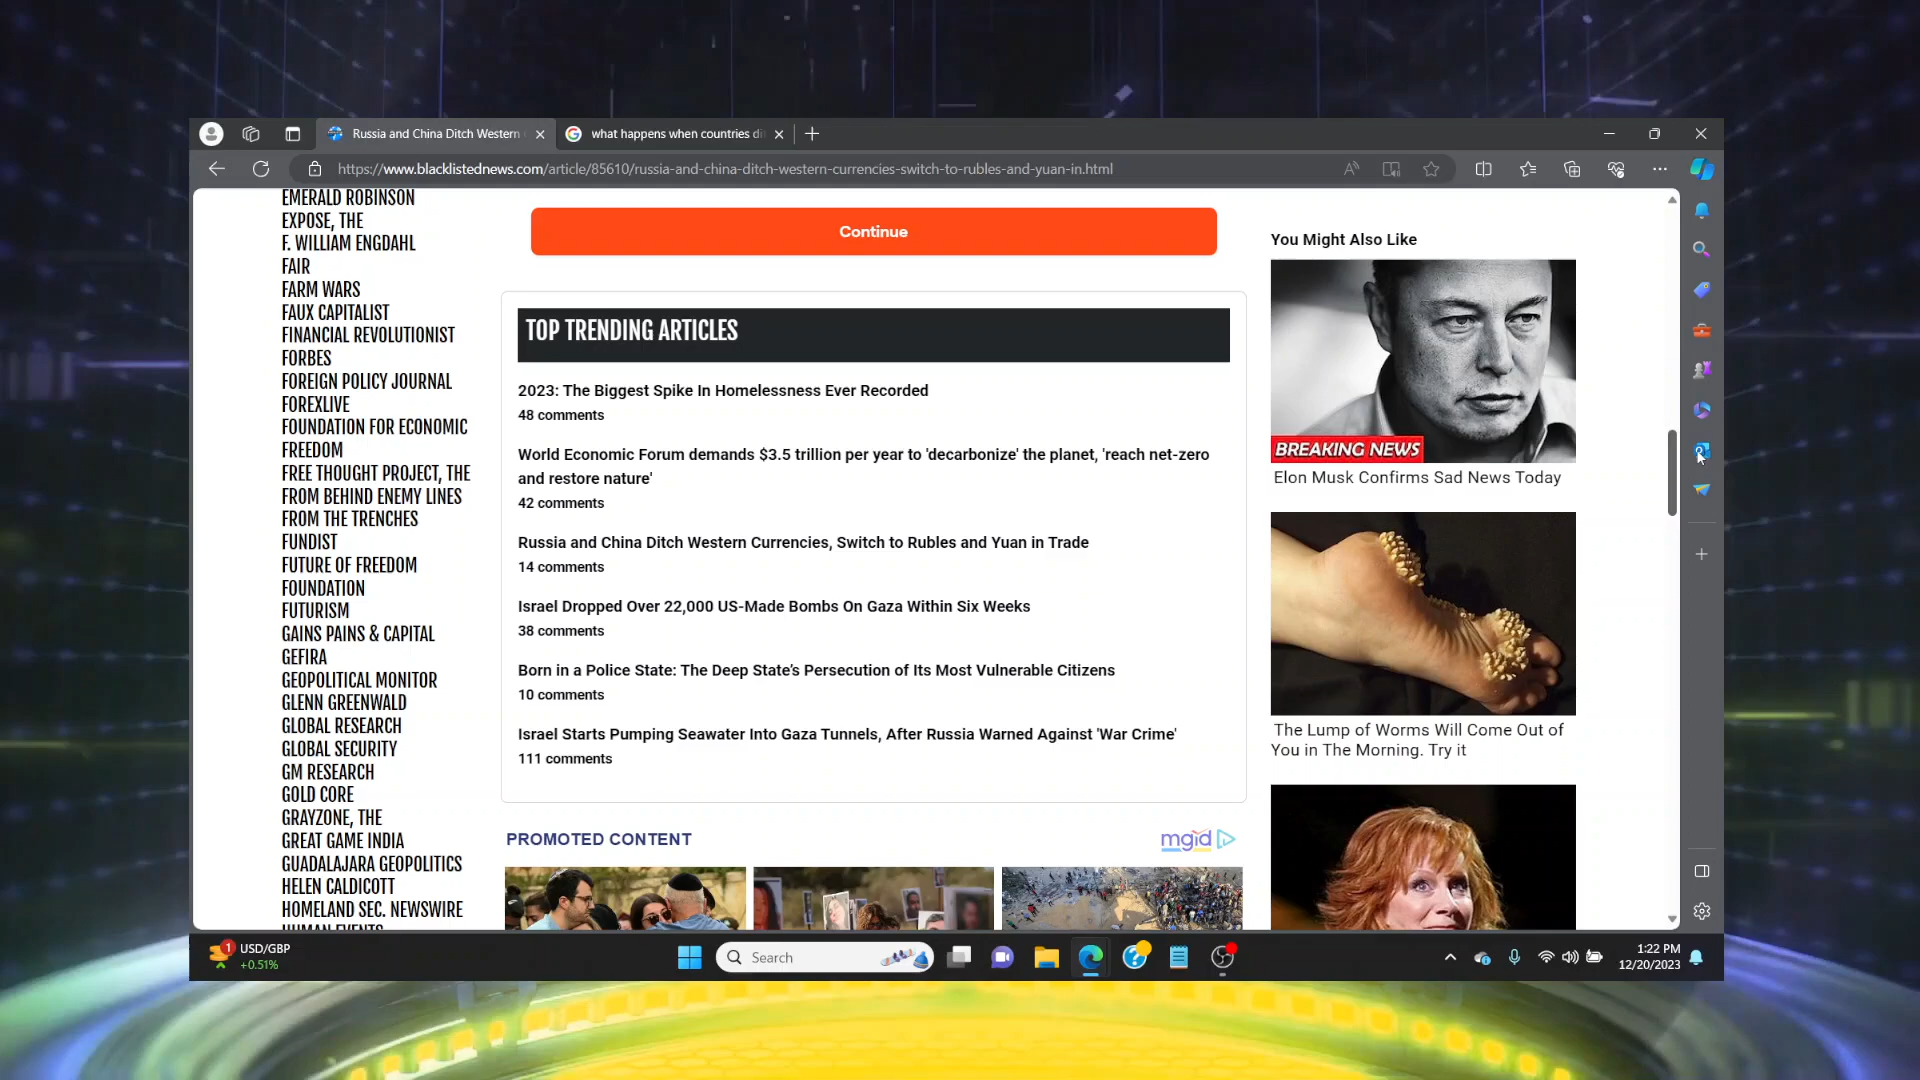 Russia and China Ditch Western
what happens when countries di
https://www.blacklistednews.com/article/85610/russia-and-china-ditch-western-currencies-switch-to-rubles-and-yuan-in.html
EMERALD ROBINSON
EXPOSE, THE
F. WILLIAM ENGDAHL
FAIR
FARM WARS
FAUX CAPITALIST
FINANCIAL REVOLUTIONIST
FORBES
FOREIGN POLICY JOURNAL
FOREXLIVE
FOUNDATION FOR ECONOMIC
FREEDOM
FREE THOUGHT PROJECT, THE
FROM BEHIND ENEMY LINES
FROM THE TRENCHES
FUNDIST
FUTURE OF FREEDOM
FOUNDATION
FUTURISM
GAINS PAINS & CAPITAL
GEFIRA
GEOPOLITICAL MONITOR
GLENN GREENWALD
GLOBAL RESEARCH
GLOBAL SECURITY
GM RESEARCH
GOLD CORE
GRAYZONE, THE
GREAT GAME INDIA
GUADALAJARA GEOPOLITICS
HELEN CALDICOTT
HOMELAND SEC. NEWSWIRE
HUMAN EVENTS
Continue
TOP TRENDING ARTICLES
2023: The Biggest Spike In Homelessness Ever Recorded
48 comments
World Economic Forum demands $3.5 trillion per year to 'decarbonize' the planet, 'reach net-zero
and restore nature'
42 comments
Russia and China Ditch Western Currencies, Switch to Rubles and Yuan in Trade
14 comments
Israel Dropped Over 22,000 US-Made Bombs On Gaza Within Six Weeks
38 comments
Born in a Police State: The Deep State's Persecution of Its Most Vulnerable Citizens
10 comments
Israel Starts Pumping Seawater Into Gaza Tunnels, After Russia Warned Against 'War Crime'
111 comments
PROMOTED CONTENT
mgid
You Might Also Like
BREAKING NEWS
Elon Musk Confirms Sad News Today
The Lump of Worms Will Come Out of
You in The Morning. Try it
1
USD/GBP
+0.51%
Search
1:22 PM
12/20/2023